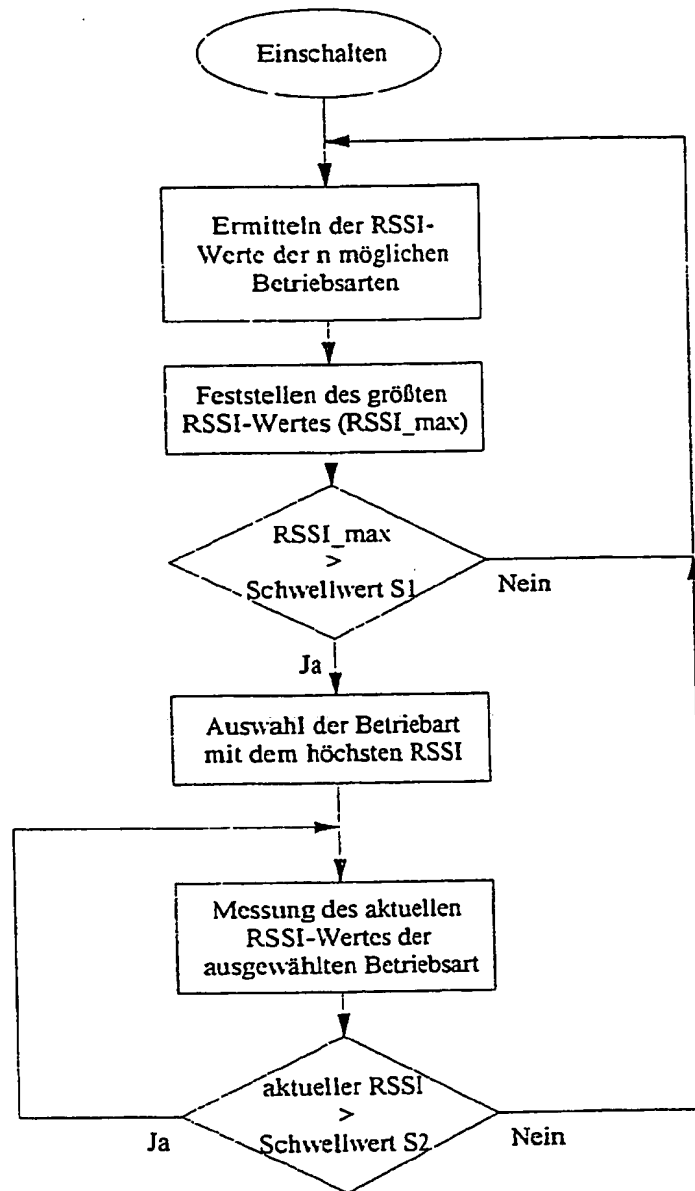 Einschalten
Ermitteln der RSSI-
Werte der n möglichen
Betriebsarten
Feststellen des größten
RSSI-Wertes (RSSI_max)
RSSI_max
>
Schwellwert S1
Nein
Ja
Auswahl der Betriebart
mit dem höchsten RSSI
Messung des aktuellen
RSSI-Wertes der
ausgewählten Betriebsart
aktueller RSSI
>
Schwellwert S2
Ja
Nein